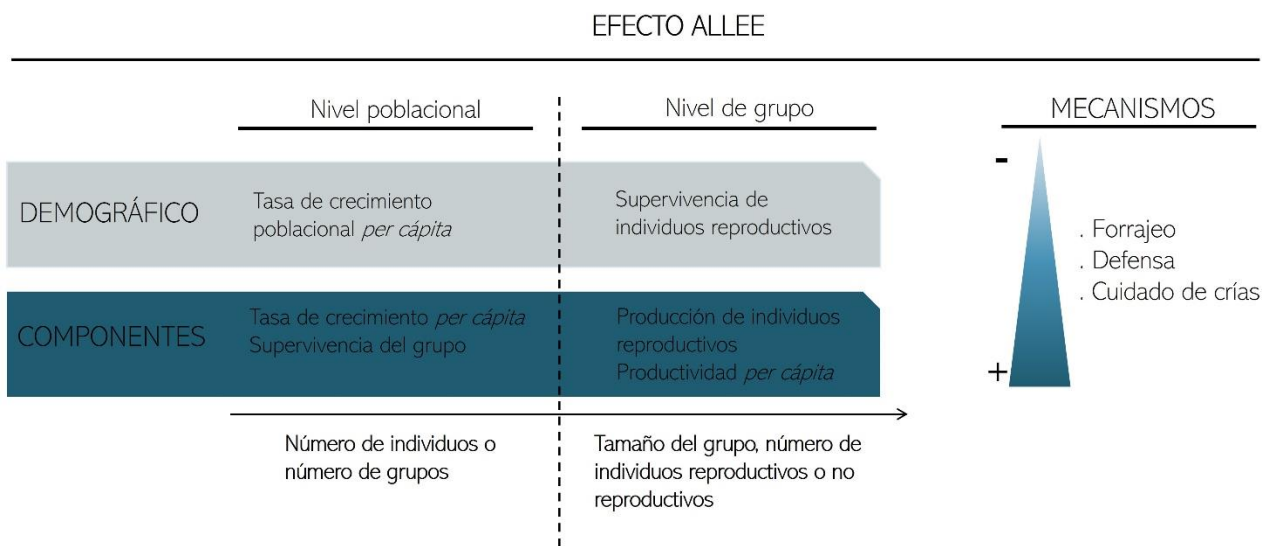 EFECTO ALLEE
Nivel poblacional
Nivel de grupo
MECANISMOS
DEMOGRÁFICO
Tasa de crecimiento
poblacional per cápita
Supervivencia de
individuos reproductivos
COMPONENTES
Tasa de crecimiento per cápita
Supervivencia del grupo
Producción de individuos
reproductivos
Productividad per cápita
-
. Forrajeo
. Defensa
. Cuidado de crías
+
Número de individuos o
número de grupos
Tamaño del grupo, número de
individuos reproductivos o no
reproductivos